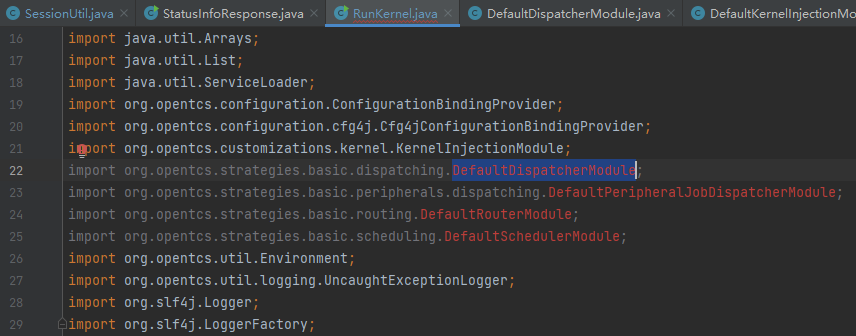 SessionUtil.java × StatusInfoResponse.java × RunKernel.java × DefaultDispatcherModule.java × DefaultKernelInjectionMo
16 import java.util.Arrays;
17 import java.util.List;
18 import java.util.ServiceLoader;
19 import org.opentcs.configuration.ConfigurationBindingProvider;
20 import org.opentcs.configuration.cfg4j.Cfg4jConfigurationBindingProvider;
21 import org.opentcs.customizations.kernel.KernelInjectionModule;
22 import org.opentcs.strategies.basic.dispatching.DefaultDispatcherModule;
23 import org.opentcs.strategies.basic.peripherals.dispatching.DefaultPeripheralJobDispatcherModule;
24 import org.opentcs.strategies.basic.routing.DefaultRouterModule;
25 import org.opentcs.strategies.basic.scheduling.DefaultSchedulerModule;
26 import org.opentcs.util.Environment;
27 import org.opentcs.util.logging.UncaughtExceptionLogger;
28 import org.slf4j.Logger;
29 import org.slf4j.LoggerFactory;